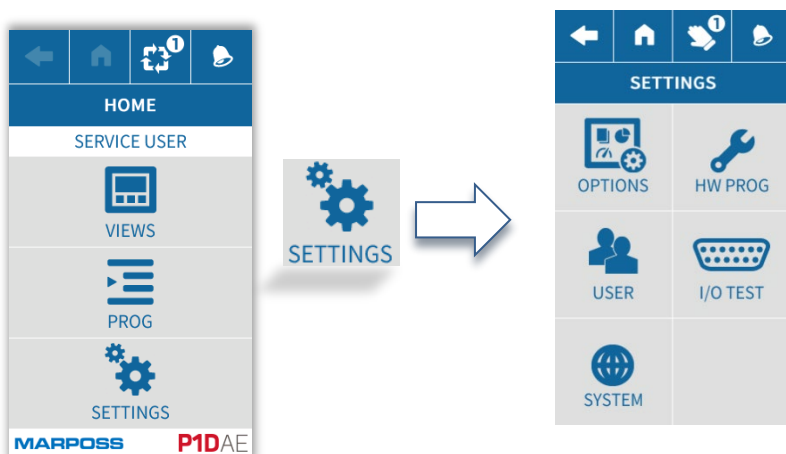 1
HOME
SERVICE USER
VIEWS
PROG
SETTINGS
MARPOSS P1DAE
SETTINGS
1
SETTINGS
OPTIONS HW PROG
USER I/O TEST
SYSTEM